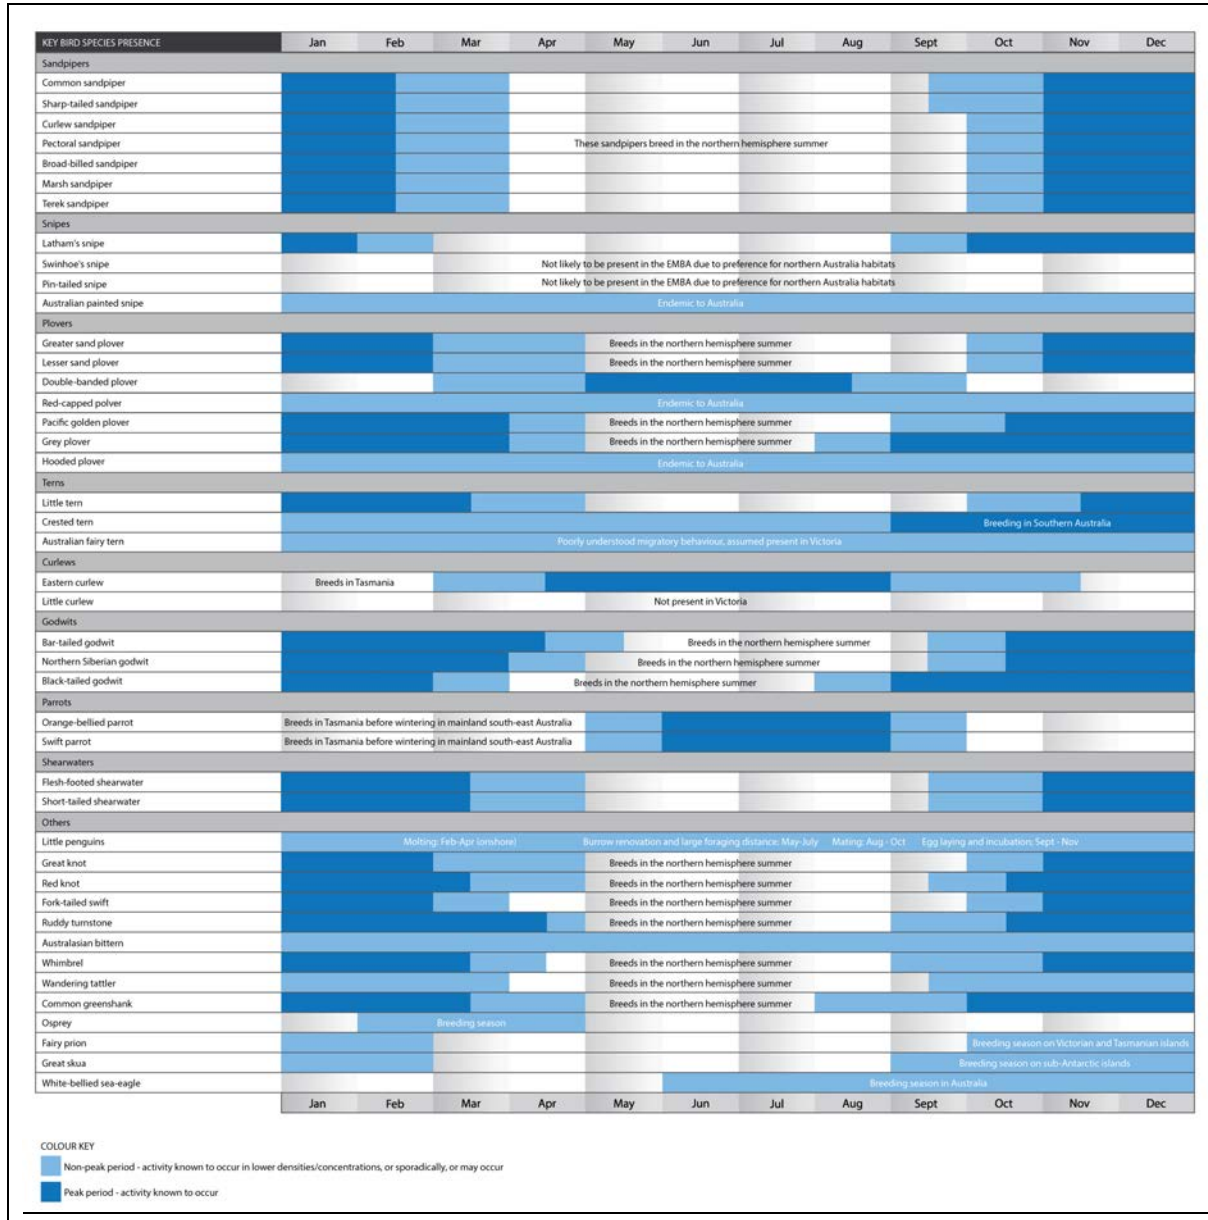 KEY BIRD SPECIES PRESENCE Jan Feb Mar Apr May Jun Jul Aug Sept Oct Nov Dec
Sandpipers
Common sandpiper
Sharp-tailed sandpiper
Curlew sandpiper
Pectoral sandpiper These sandpipers breed in the northern hemisphere summer
Broad-billed sandpiper
Marsh sandpiper
Terek sandpiper
Snipes
Latham's snipe
Swinhoe's snipe Not likely to be present in the EMBA due to preference for northern Australia habitats
Pin-tailed snipe Not likely to be present in the EMBA due to preference for northern Australia habitats
Australian painted snipe Endemic to Australia
Plovers
Greater sand plover Breeds in the northern hemisphere summer
Lesser sand plover Breeds in the northern hemisphere summer
Double-banded plover
Red-capped polver Endemic to Australia
Pacific golden plover Breeds in the northern hemisphere summer
Grey plover Breeds in the northern hemisphere summer
Hooded plover Endemic to Australia
Terns
Little tern
Crested tern Breeding in Southern Australia
Australian fairy tern Poorly understood migratory behaviour, assumed present in Victoria
Curlews
Eastern curlew Breeds in Tasmania
Little curlew Not present in Victoria
Godwits
Bar-tailed godwit Breeds in the northern hemisphere summer
Northern Siberian godwit Breeds in the northern hemisphere summer
Black-tailed godwit Breeds in the northern hemisphere summer
Parrots
Orange-bellied parrot Breeds in Tasmania before wintering in mainland south-east Australia
Swift parrot Breeds in Tasmania before wintering in mainland south-east Australia
Shearwaters
Flesh-footed shearwater
Short-tailed shearwater
Others
Little penguins Molting: Feb-Apr (onshore) Burrow renovation and large foraging distance: May-July Mating: Aug - Oct Egg laying and incubation: Sept - Nov
Great knot Breeds in the northern hemisphere summer
Red knot Breeds in the northern hemisphere summer
Fork-tailed swift Breeds in the northern hemisphere summer
Ruddy turnstone Breeds in the northern hemisphere summer
Australasian bittern
Whimbrel Breeds in the northern hemisphere summer
Wandering tattler Breeds in the northern hemisphere summer
Common greenshank Breeds in the northern hemisphere summer
Osprey Breeding season
Fairy prion Breeding season on Victorian and Tasmanian islands
Great skua Breeding season on sub-Antarctic islands
White-bellied sea-eagle Breeding season in Australia
Jan Feb Mar Apr May Jun Jul Aug Sept Oct Nov Dec
COLOUR KEY
Non-peak period - activity known to occur in lower densities/concentrations, or sporadically, or may occur
Peak period - activity known to occur